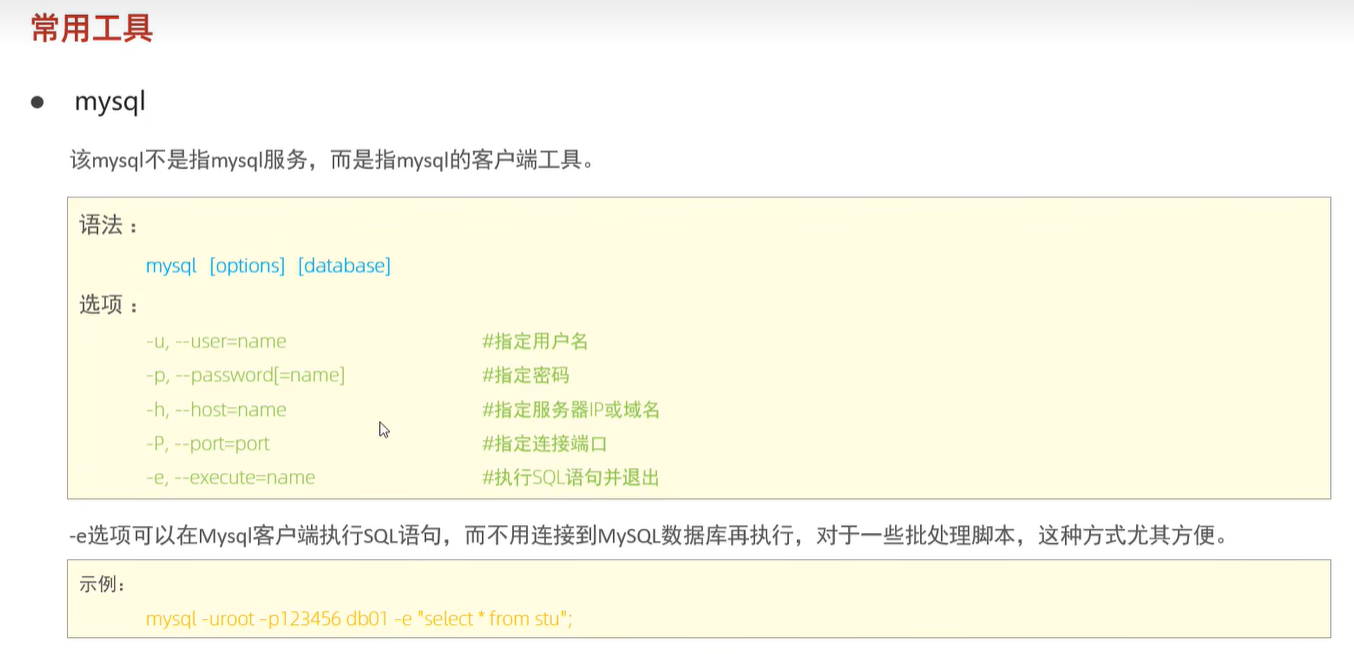 常用工具
● mysql
该mysql不是指mysql服务，而是指mysql的客户端工具。
语法：
mysql [options] [database]
选项：
-u, --user=name #指定用户名
-p, --password[=name] #指定密码
-h, --host=name #指定服务器IP或域名
-P, --port=port #指定连接端口
-e, --execute=name #执行SQL语句并退出
-e选项可以在Mysql客户端执行SQL语句，而不用连接到MySQL数据库再执行，对于一些批处理脚本，这种方式尤其方便。
示例：
mysql -uroot –p123456 db01 -e "select * from stu";